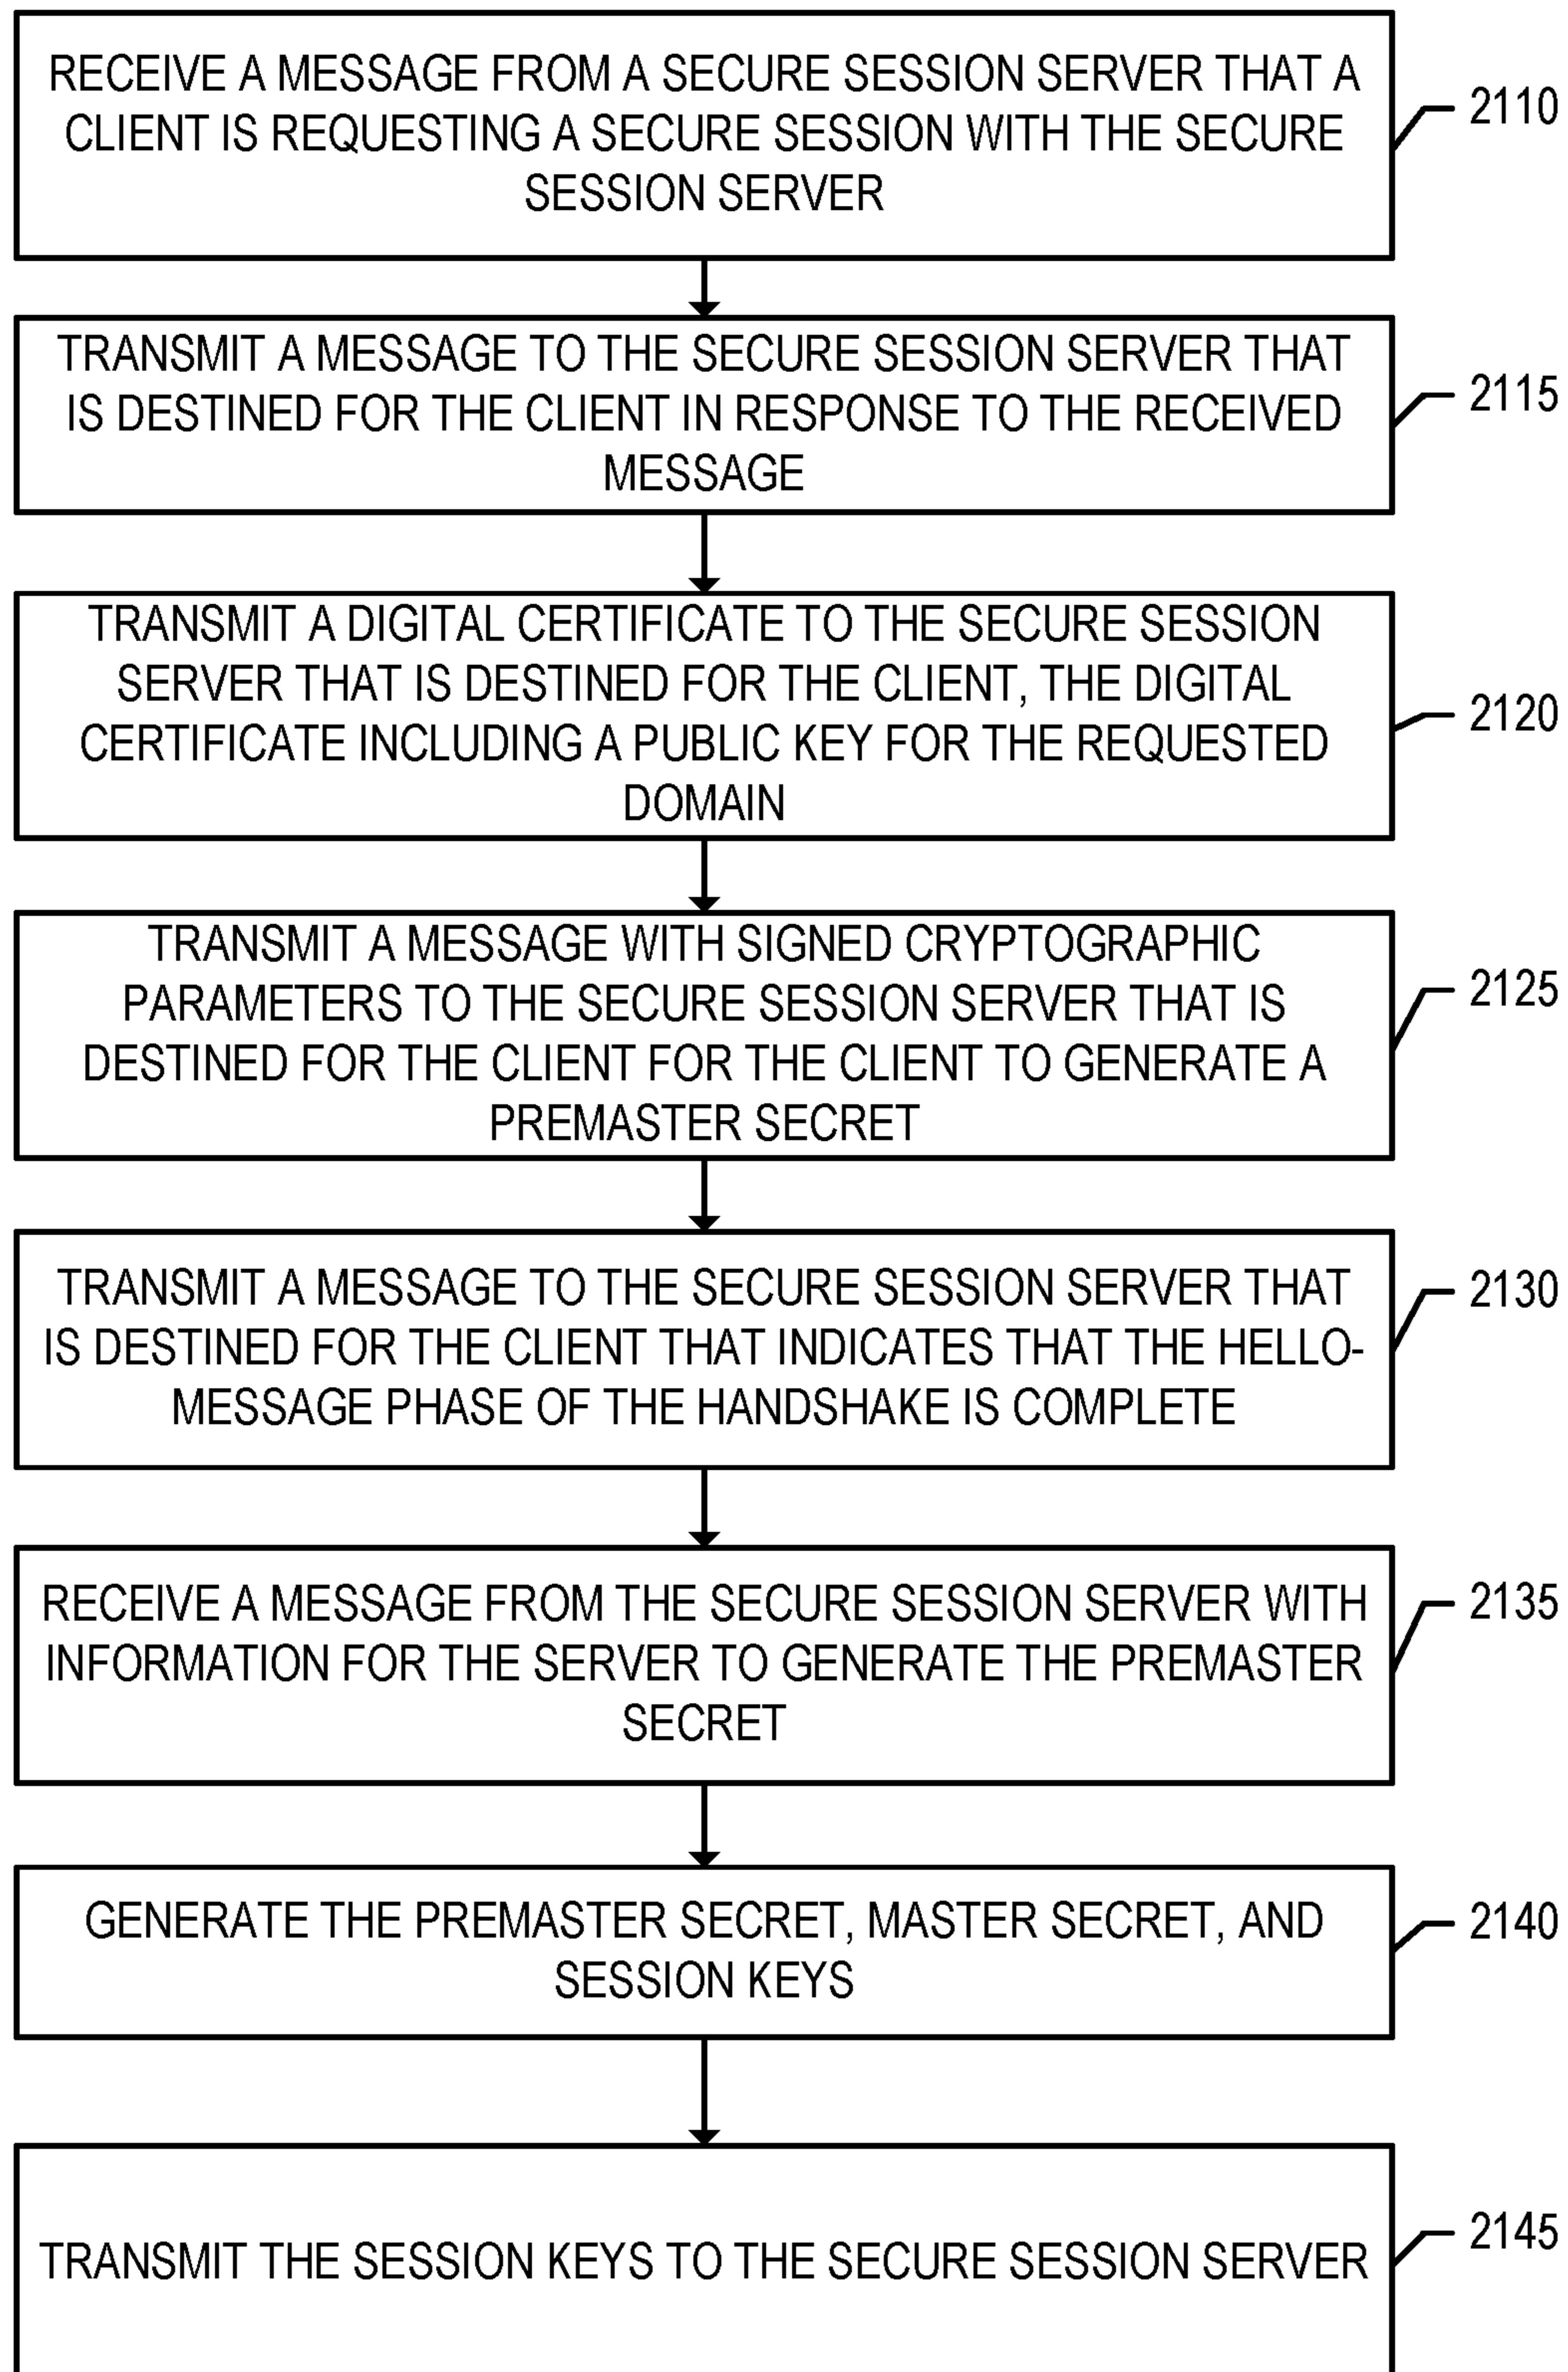 RECEIVE A MESSAGE FROM A SECURE SESSION SERVER THAT A
CLIENT IS REQUESTING A SECURE SESSION WITH THE SECURE
SESSION SERVER
2110
TRANSMIT A MESSAGE TO THE SECURE SESSION SERVER THAT
IS DESTINED FOR THE CLIENT IN RESPONSE TO THE RECEIVED
MESSAGE
2115
TRANSMIT A DIGITAL CERTIFICATE TO THE SECURE SESSION
SERVER THAT IS DESTINED FOR THE CLIENT, THE DIGITAL
CERTIFICATE INCLUDING A PUBLIC KEY FOR THE REQUESTED
DOMAIN
2120
TRANSMIT A MESSAGE WITH SIGNED CRYPTOGRAPHIC
PARAMETERS TO THE SECURE SESSION SERVER THAT IS
DESTINED FOR THE CLIENT FOR THE CLIENT TO GENERATE A
PREMASTER SECRET
2125
TRANSMIT A MESSAGE TO THE SECURE SESSION SERVER THAT
IS DESTINED FOR THE CLIENT THAT INDICATES THAT THE HELLO-
MESSAGE PHASE OF THE HANDSHAKE IS COMPLETE
2130
RECEIVE A MESSAGE FROM THE SECURE SESSION SERVER WITH
INFORMATION FOR THE SERVER TO GENERATE THE PREMASTER
SECRET
2135
GENERATE THE PREMASTER SECRET, MASTER SECRET, AND
SESSION KEYS
2140
TRANSMIT THE SESSION KEYS TO THE SECURE SESSION SERVER
2145